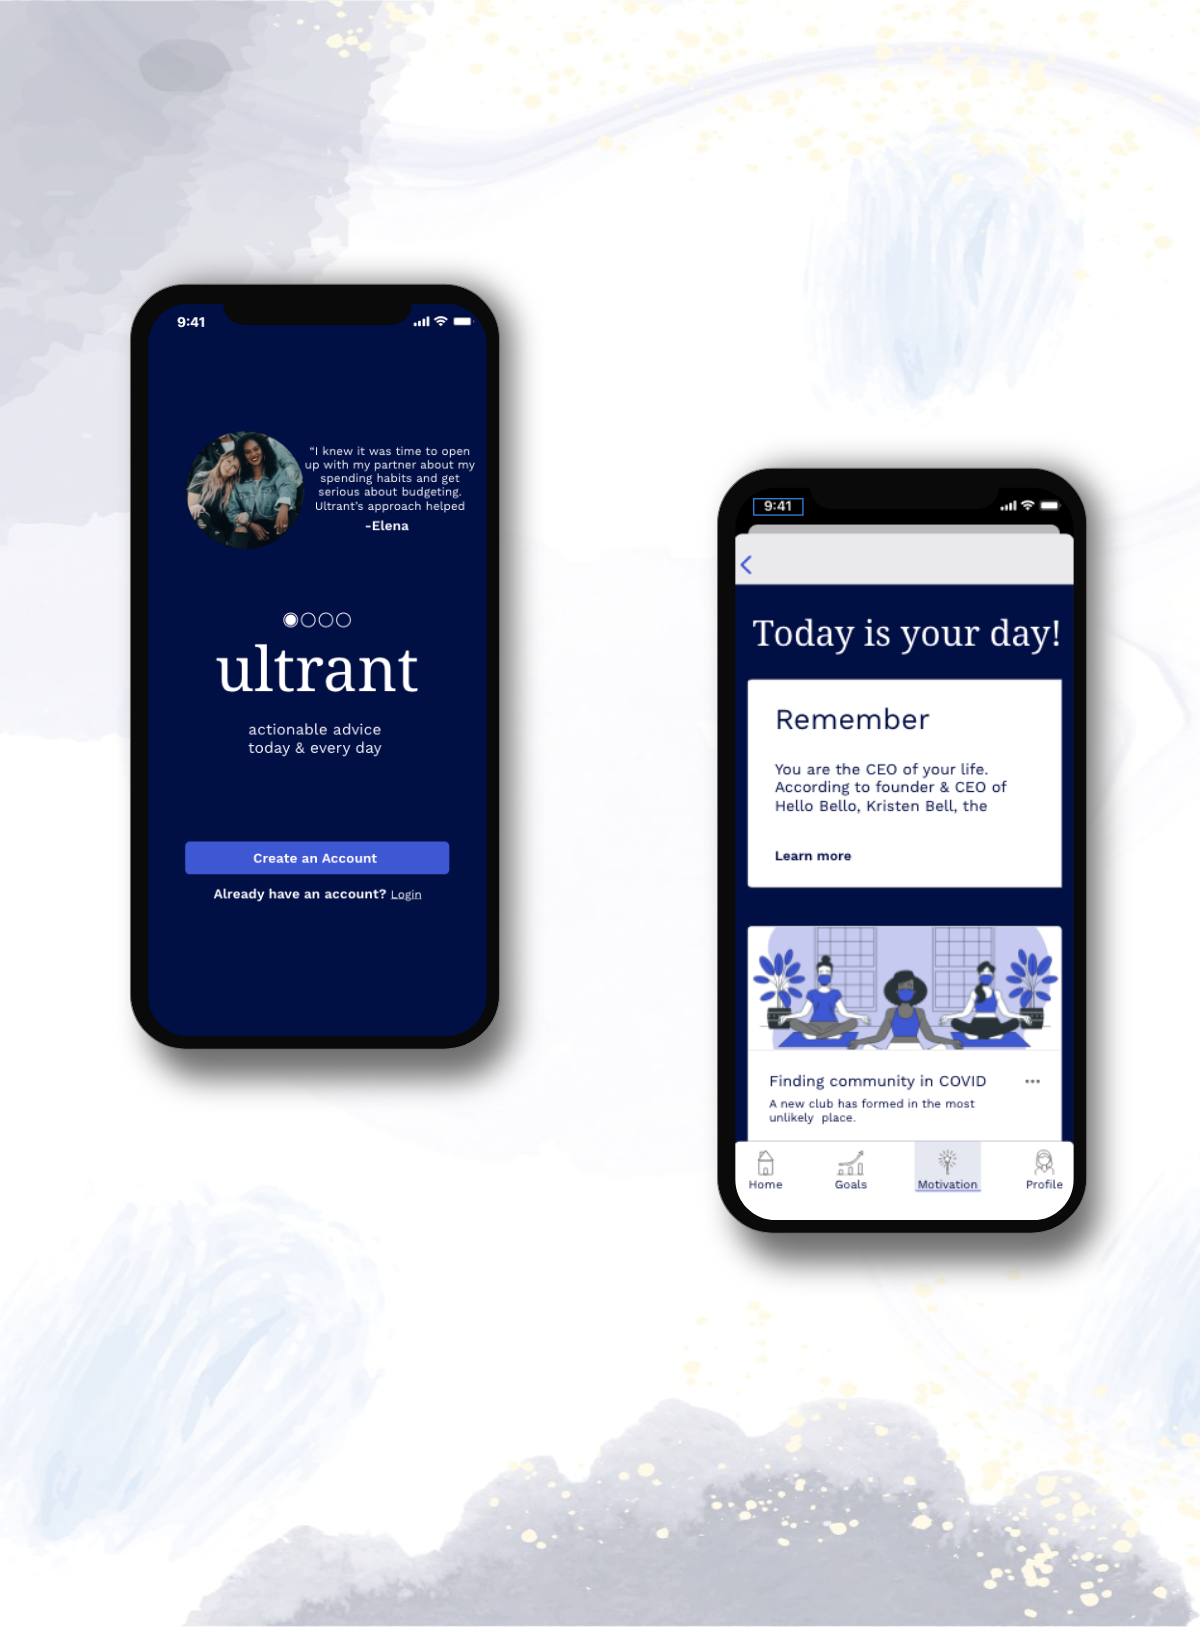 9:41
“I knew it was time to open
up with my partner about my
spending habits and get
serious about budgeting.
Ultrant’s approach helped
-Elena
ultrant
actionable advice
today & every day
Create an Account
Already have an account? Login
9:41
Today is your day!
Remember
You are the CEO of your life.
According to founder & CEO of
Hello Bello, Kristen Bell, the
Learn more
Finding community in COVID
A new club has formed in the most
unlikely place.
Home Goals Motivation Profile